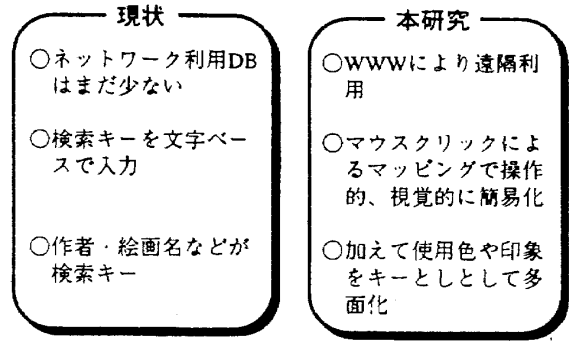 現状
○ネットワーク利用DB
はまだ少ない
○検索キーを文字ベー
スで入力
○作者・絵画名などが
検索キー
本研究
○WWWにより遠隔利
用
○マウスクリックによ
るマッピングで操作
的、視覚的に簡易化
○加えて使用色や印象
をキーとしとして多
面化